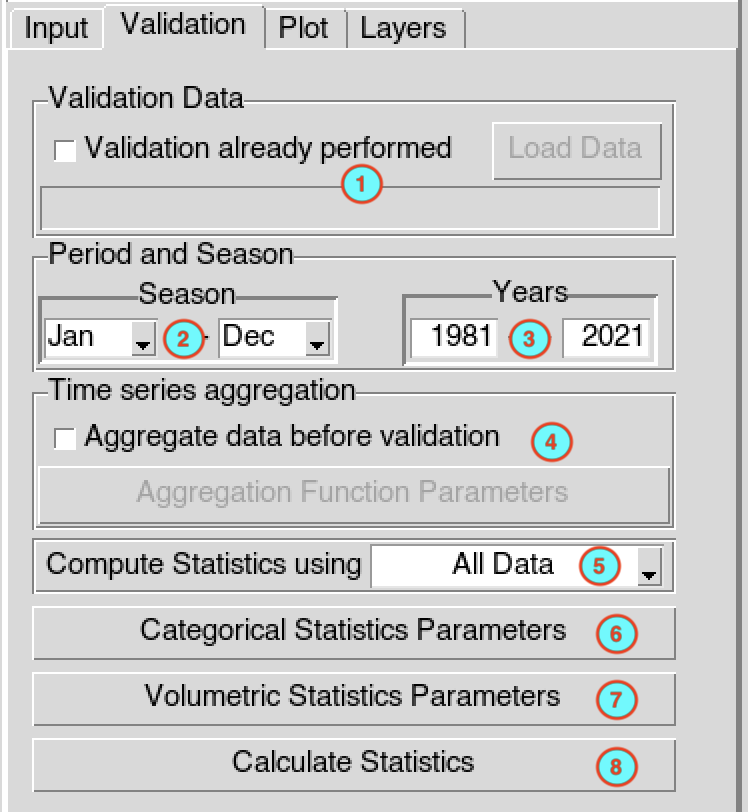 Input Validation Plot Layers
Validation Data
Validation already performed Load Data
1
Period and Season
Season Years
Jan 2 - Dec 1981 3 2021
Time series aggregation
Aggregate data before validation 4
Aggregation Function Parameters
Compute Statistics using All Data 5
Categorical Statistics Parameters 6
Volumetric Statistics Parameters 7
Calculate Statistics 8